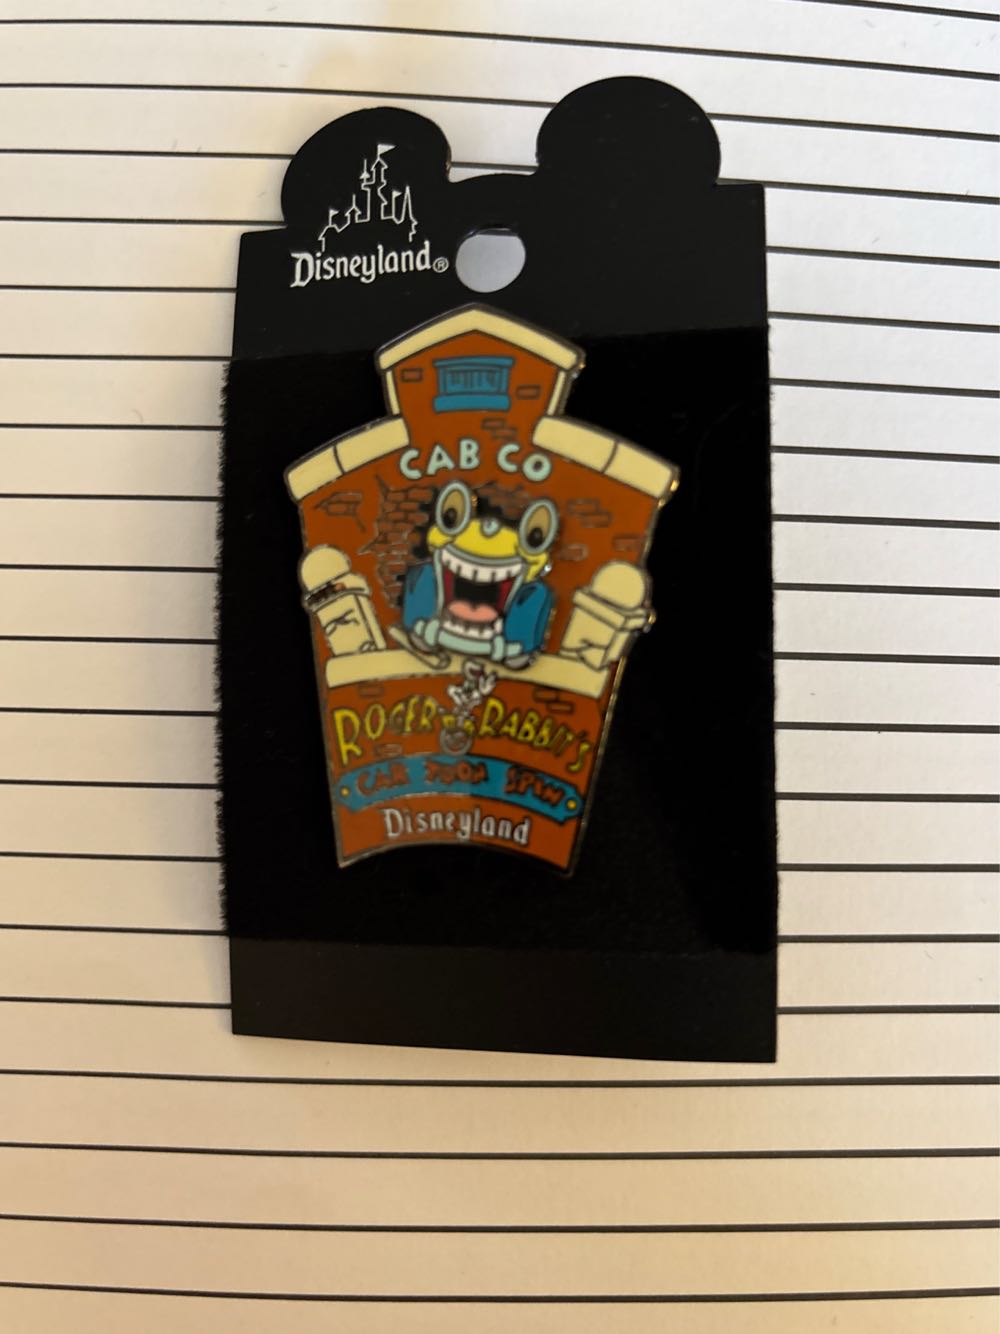 Disneyland®
CAB CO
ROGER RABBIT'S
CAR TOON SPIN
Disneyland